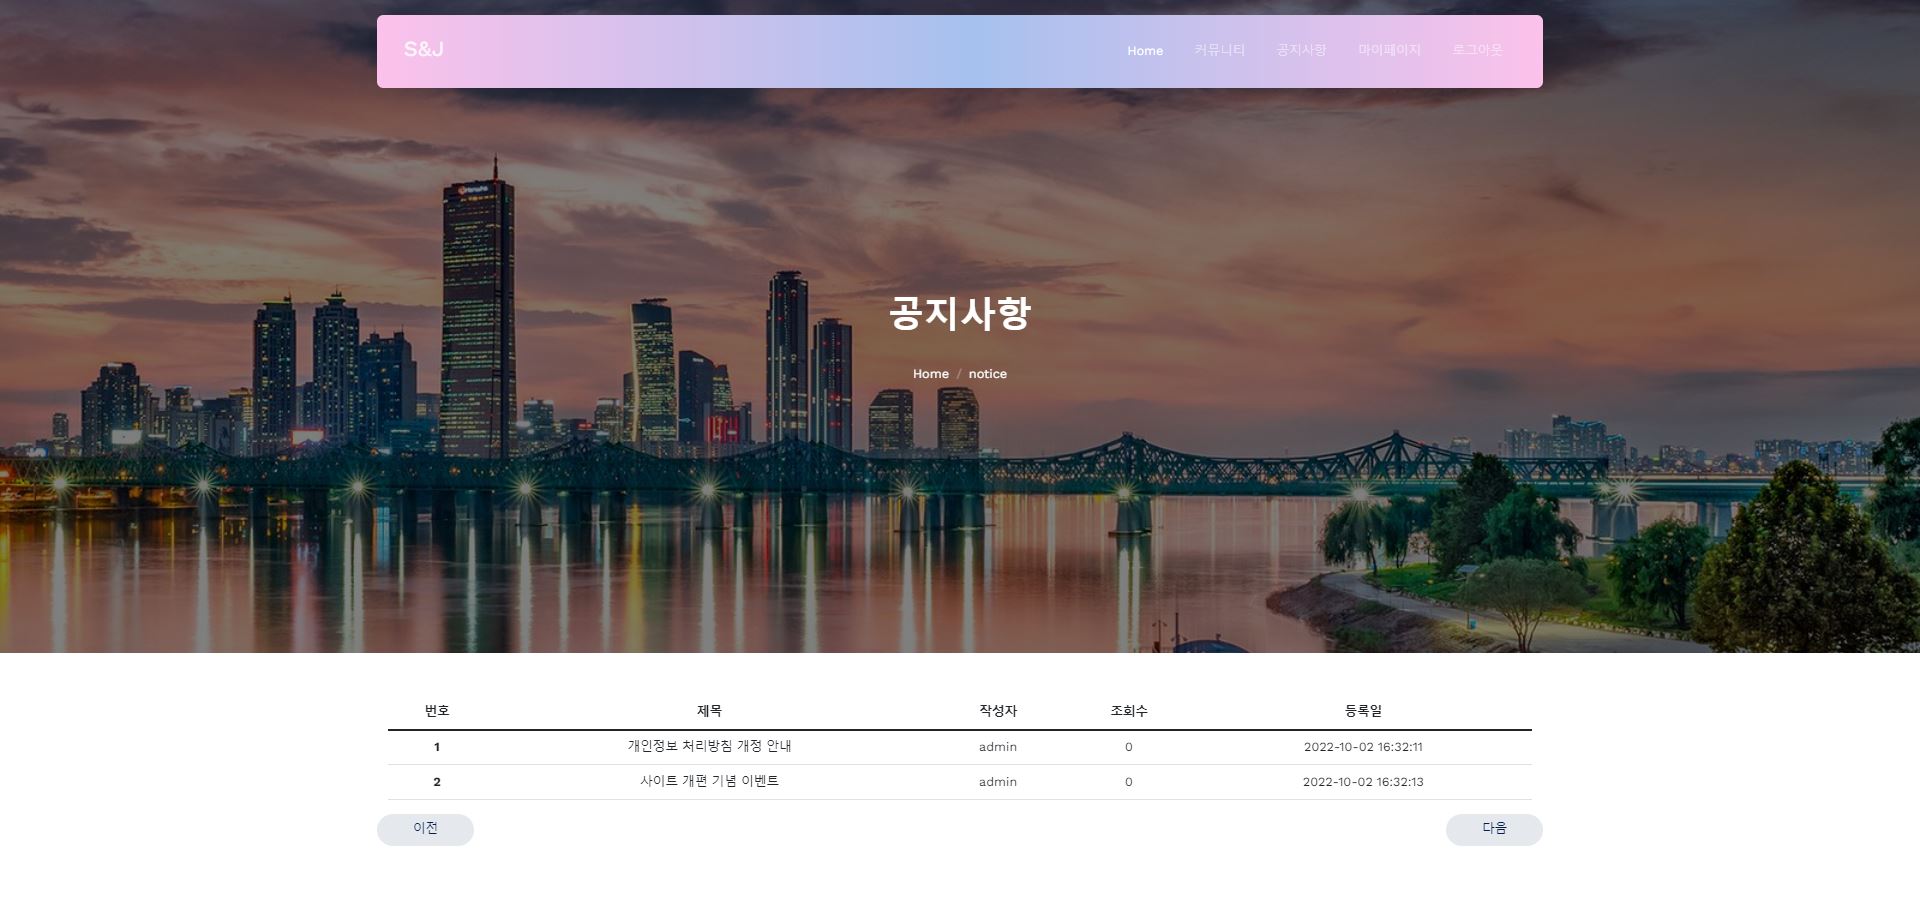 S&J
Home 커뮤니티 공지사항 마이페이지 로그아웃
Hanwha
공지사항
Home / notice
번호 제목 작성자 조회수 등록일
1 개인정보 처리방침 개정 안내 admin 0 2022-10-02 16:32:11
2 사이트 개편 기념 이벤트 admin 0 2022-10-02 16:32:13
이전 다음